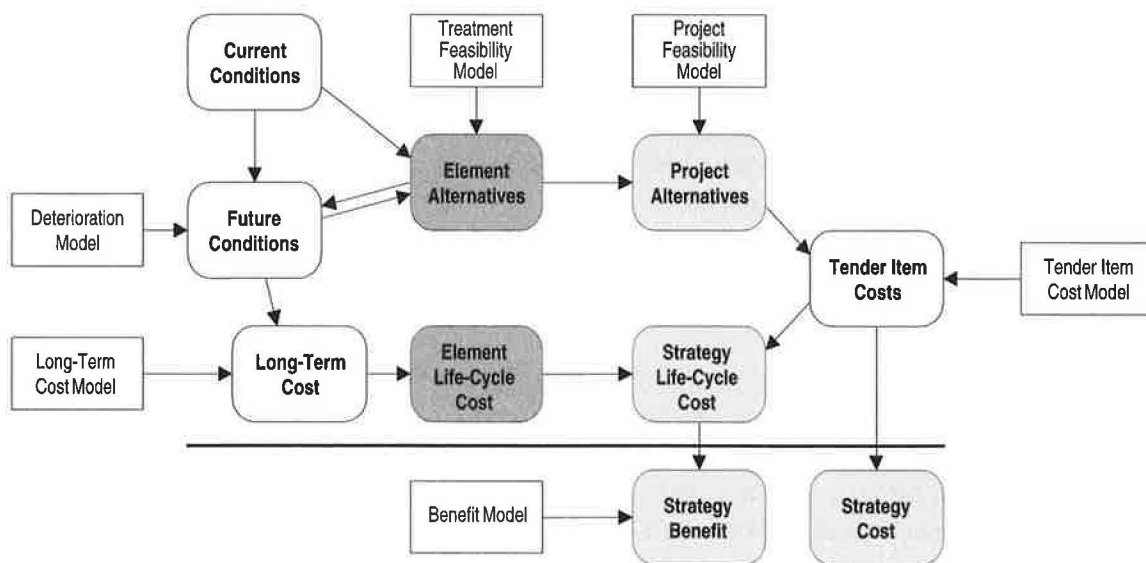 Current
Conditions
Treatment
Feasibility
Model
Project
Feasibility
Model
Element
Alternatives
Project
Alternatives
Deterioration
Model
Future
Conditions
Tender Item
Costs
Tender Item
Cost Model
Long-Term
Cost Model
Long-Term
Cost
Element
Life-Cycle
Cost
Strategy
Life-Cycle
Cost
Benefit Model
Strategy
Benefit
Strategy
Cost